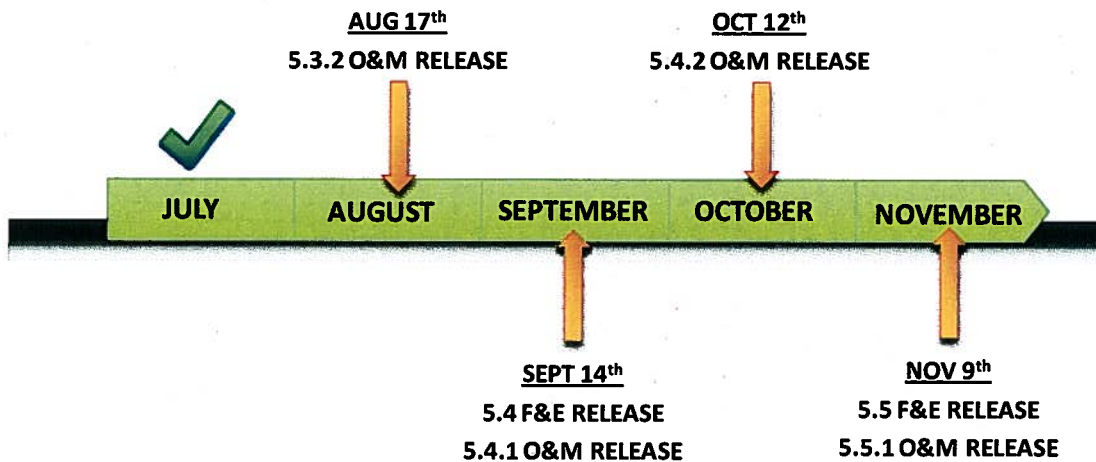 AUG 17th
5.3.2 O&M RELEASE
OCT 12th
5.4.2 O&M RELEASE
JULY
AUGUST
SEPTEMBER
OCTOBER
NOVEMBER
SEPT 14th
5.4 F&E RELEASE
5.4.1 O&M RELEASE
NOV 9th
5.5 F&E RELEASE
5.5.1 O&M RELEASE